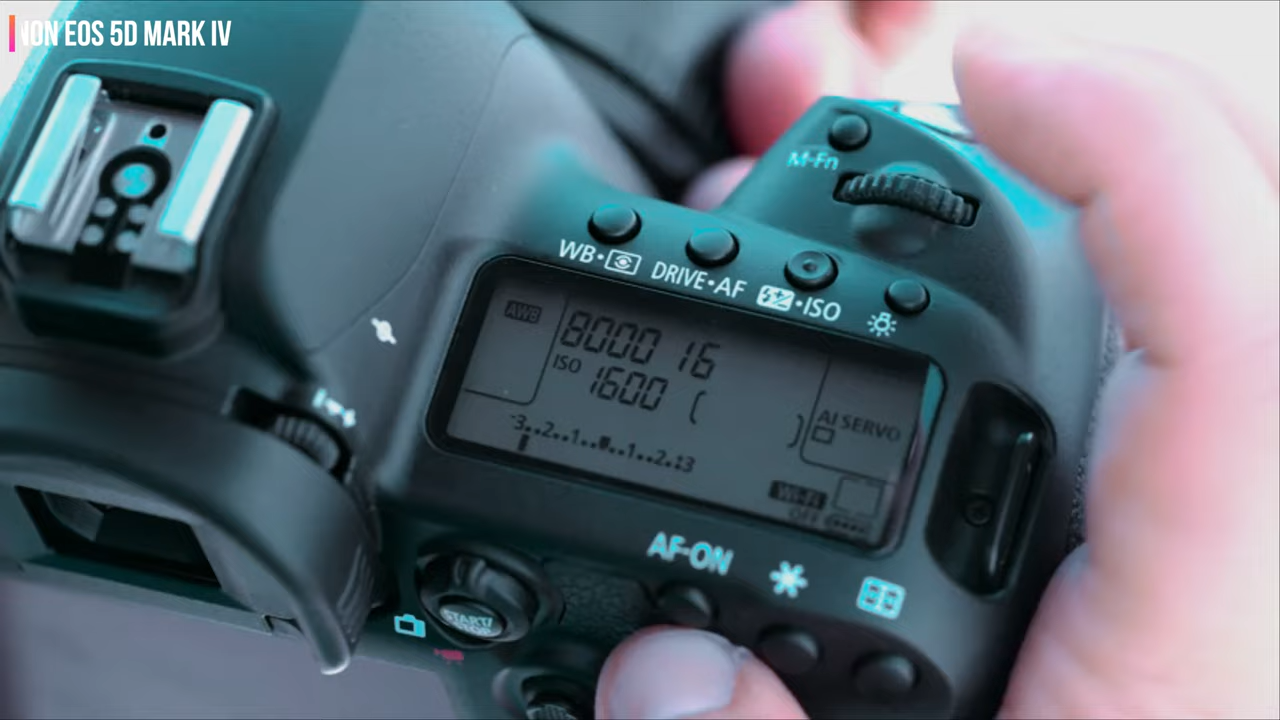 NON EOS 5D MARK IV
M-Fn
WB• DRIVE•AF •ISO
AWB
8000 16
ISO 1600 ( )
AI SERVO
-3..2..1.. ..1..2.:3
Wi-Fi
OFF
AF-ON
START/
STOP